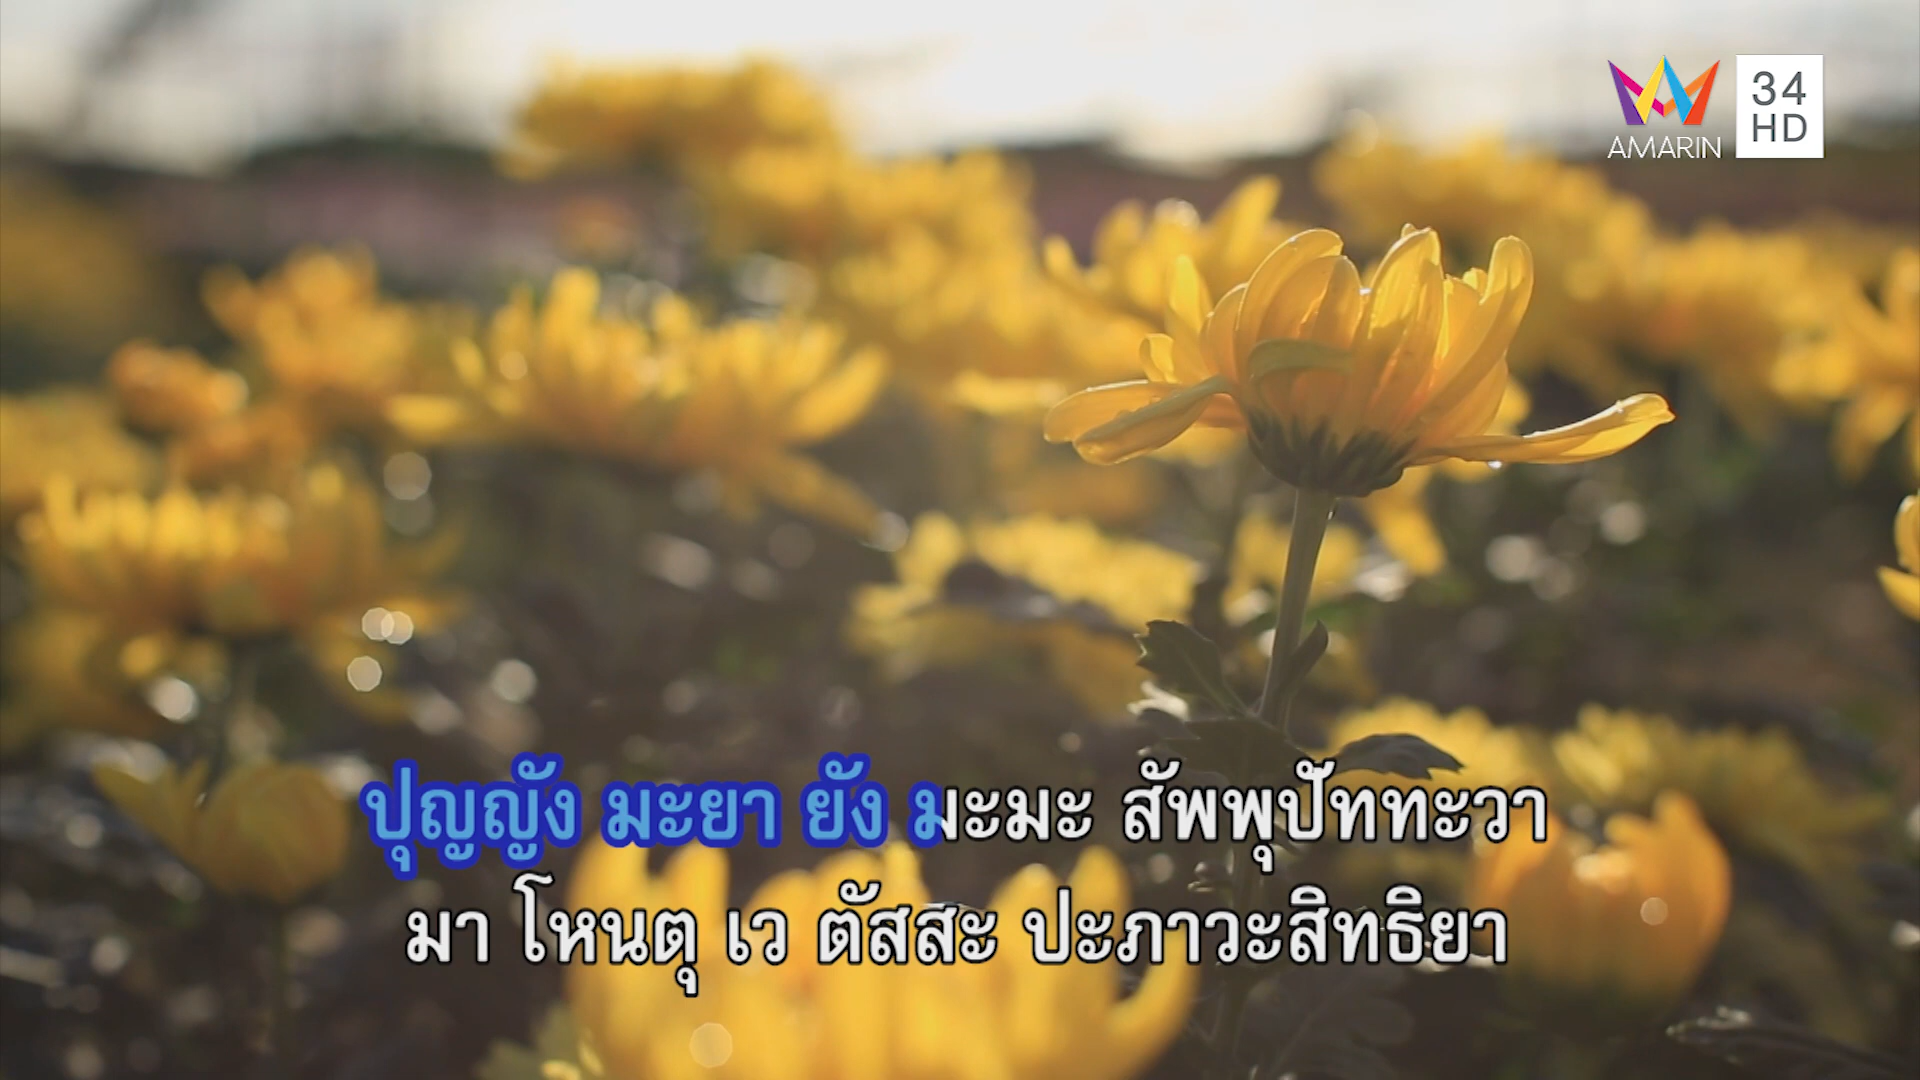 AMARIN
34
HD
ปุญญัง มะยา ยัง มะมะ สัพพุปัททะวา
มา โหนตุ เว ตัสสะ ปะภาวะสิทธิยา